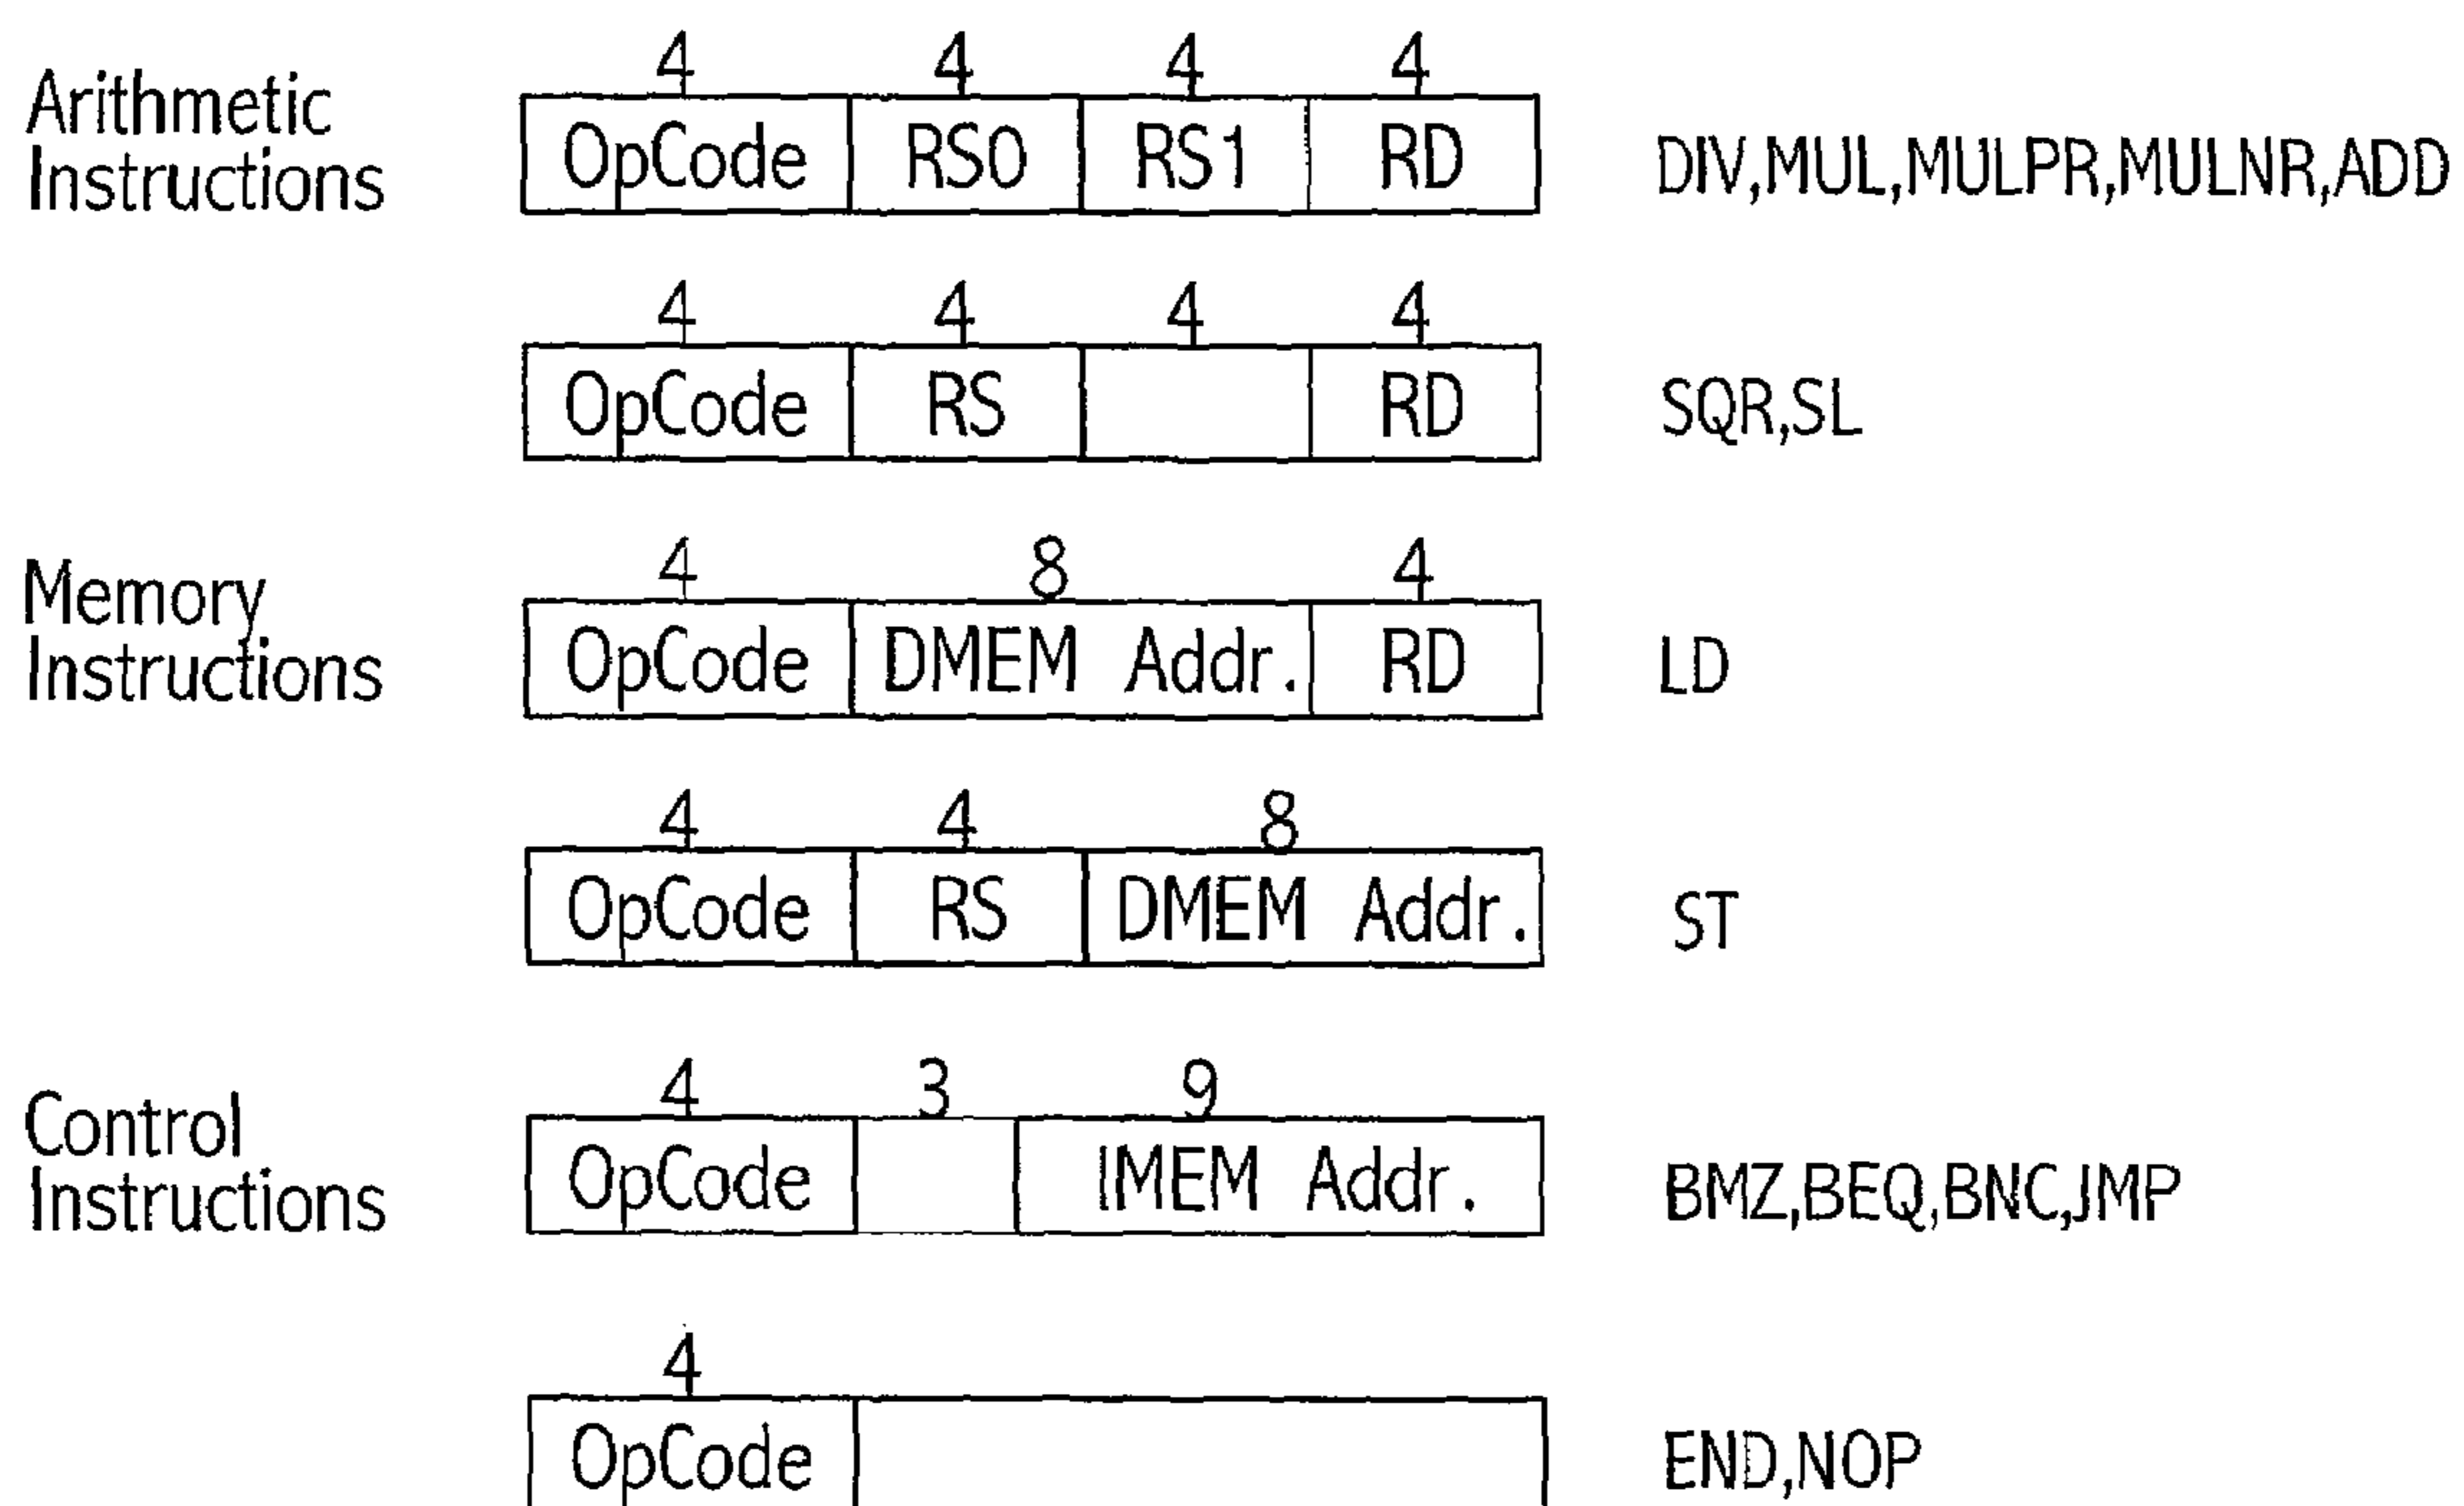 4 4 4 4
Arithmetic
Instructions
OpCode RS0 RS1 RD
DIV,MUL,MULPR,MULNR,ADD
4 4 4 4
OpCode RS RD
SQR,SL
4 8 4
Memory
Instructions
OpCode DMEM Addr. RD
LD
4 4 8
OpCode RS DMEM Addr.
ST
4 3 9
Control
Instructions
OpCode IMEM Addr.
BMZ,BEQ,BNC,JMP
4
OpCode
END,NOP